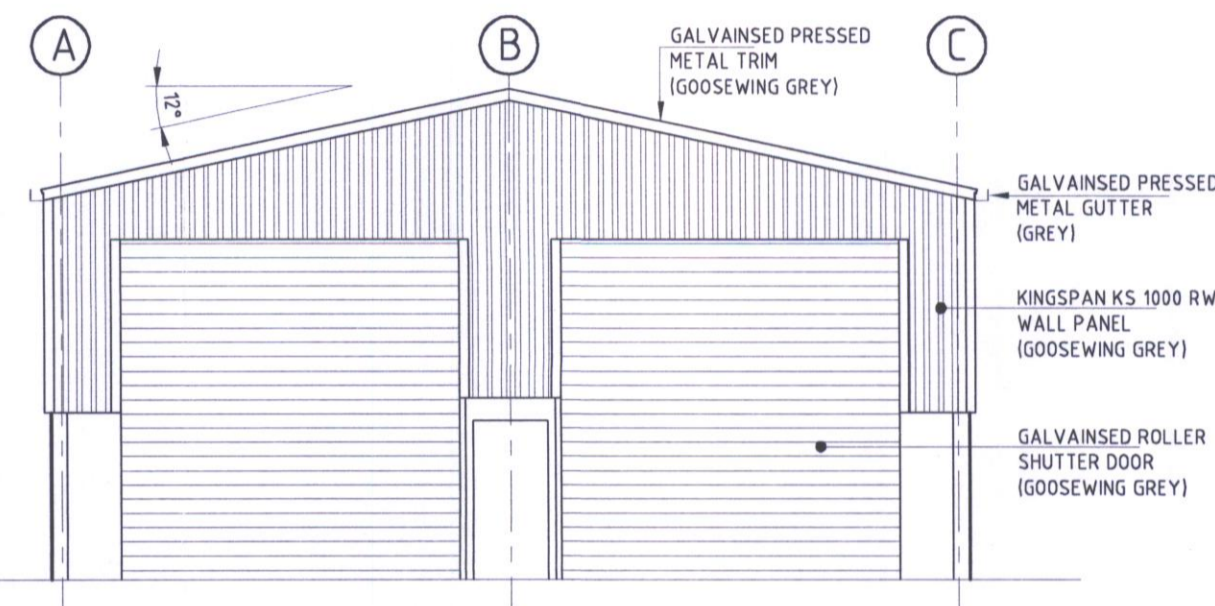 A
B
C
12°
GALVAINSED PRESSED
METAL TRIM
(GOOSEWING GREY)
GALVAINSED PRESSED
METAL GUTTER
(GREY)
KINGSPAN KS 1000 RW
WALL PANEL
(GOOSEWING GREY)
GALVAINSED ROLLER
SHUTTER DOOR
(GOOSEWING GREY)